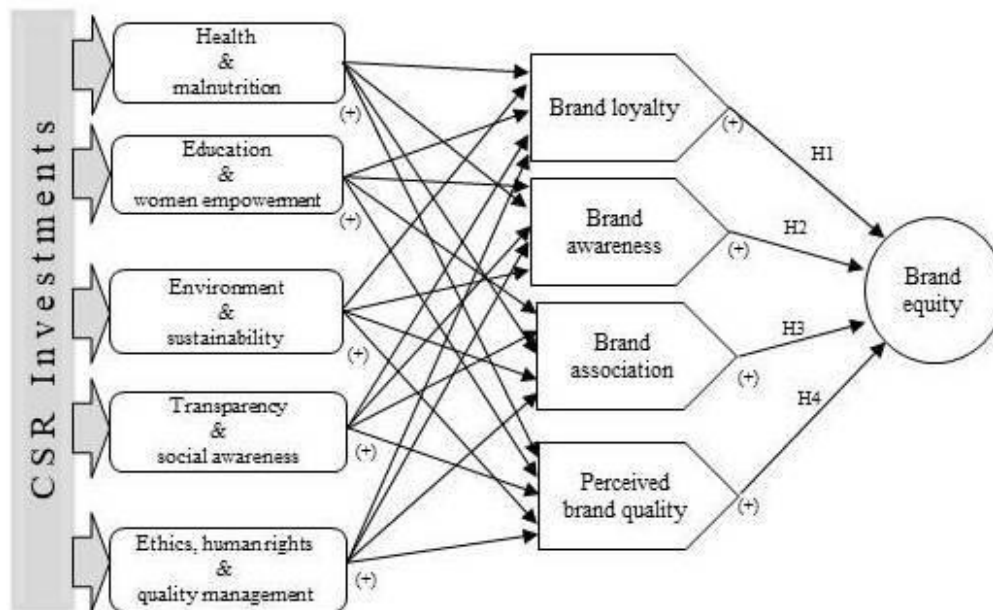 CSR Investments
Health
&
malnutrition
(+)
Education
&
women empowerment
(+)
Environment
&
sustainability
(+)
Transparency
&
social awareness
(+)
Ethics, human rights
&
quality management
(+)
Brand loyalty
(+)
Brand
awareness
(+)
Brand
association
(+)
Perceived
brand quality
(+)
H1
H2
H3
H4
Brand
equity